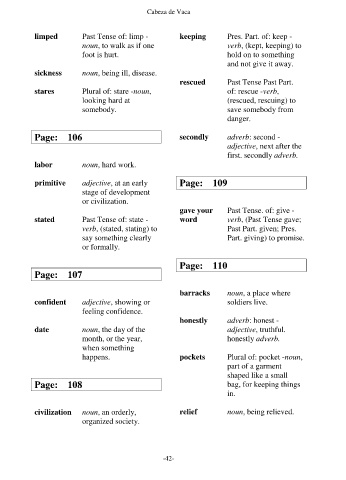 Cabeza de Vaca
limped Past Tense of: limp -
noun, to walk as if one
foot is hurt.
sickness noun, being ill, disease.
stares Plural of: stare -noun,
looking hard at
somebody.
Page: 106
labor noun, hard work.
primitive adjective, at an early
stage of development
or civilization.
stated Past Tense of: state -
verb, (stated, stating) to
say something clearly
or formally.
Page: 107
confident adjective, showing or
feeling confidence.
date noun, the day of the
month, or the year,
when something
happens.
Page: 108
civilization noun, an orderly,
organized society.
keeping Pres. Part. of: keep -
verb, (kept, keeping) to
hold on to something
and not give it away.
rescued Past Tense Past Part.
of: rescue -verb,
(rescued, rescuing) to
save somebody from
danger.
secondly adverb: second -
adjective, next after the
first. secondly adverb.
Page: 109
gave your Past Tense. of: give -
word verb, (Past Tense gave;
Past Part. given; Pres.
Part. giving) to promise.
Page: 110
barracks noun, a place where
soldiers live.
honestly adverb: honest -
adjective, truthful.
honestly adverb.
pockets Plural of: pocket -noun,
part of a garment
shaped like a small
bag, for keeping things
in.
relief noun, being relieved.
-42-